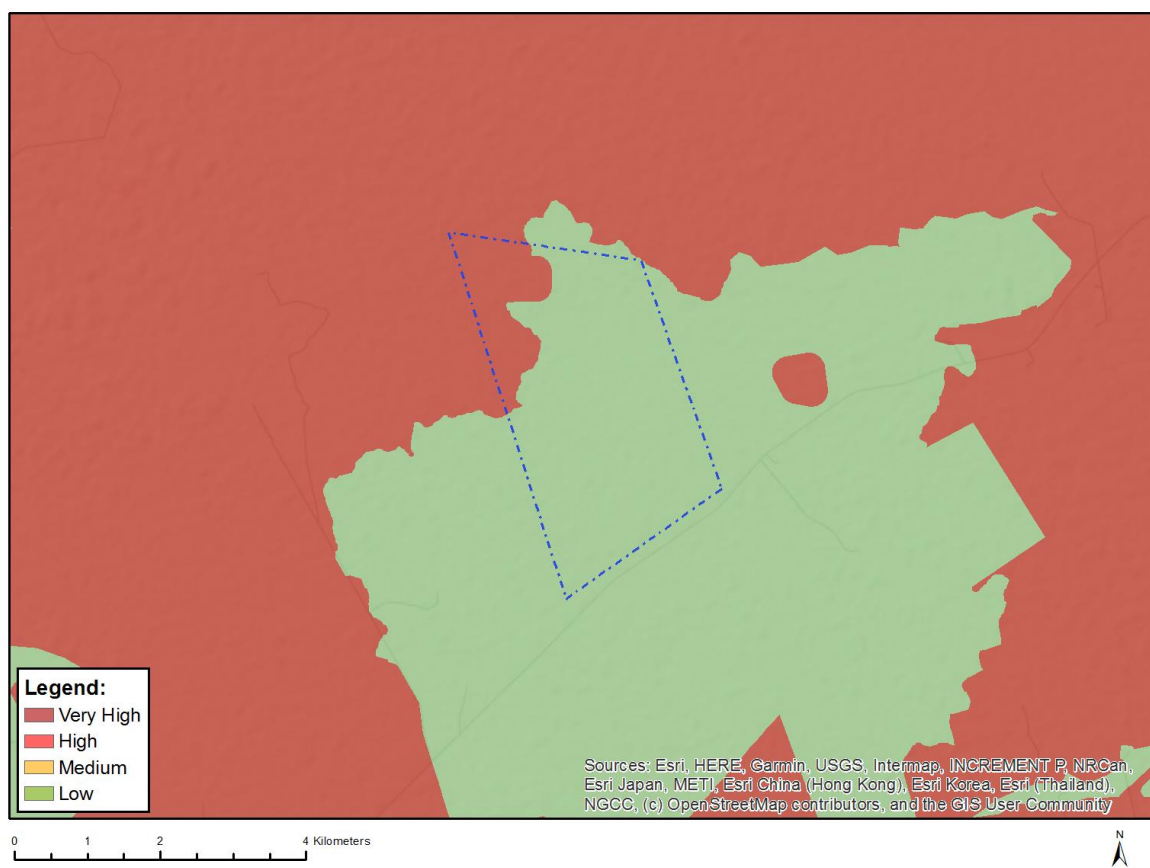 Legend:
Very High
High
Medium
Low
Sources: Esri, HERE, Garmin, USGS, Intermap, INCREMENT P, NRCan,
Esri Japan, METI, Esri China (Hong Kong), Esri Korea, Esri (Thailand),
NGCC, (c) OpenStreetMap contributors, and the GIS User Community
0 1 2 4 Kilometers
N